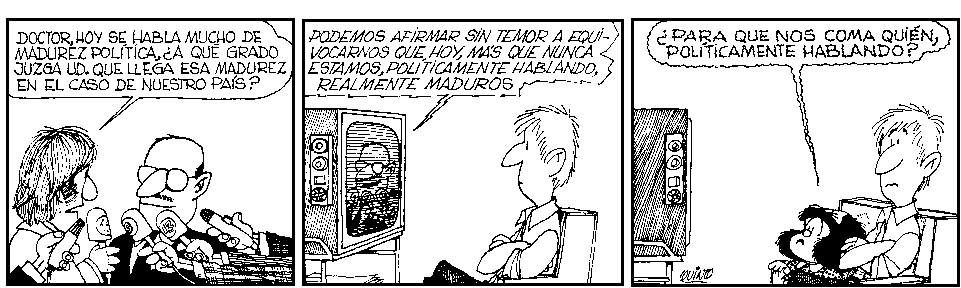 DOCTOR, HOY SE HABLA MUCHO DE
MADUREZ POLÍTICA, ¿A QUÉ GRADO
JUZGA UD. QUE LLEGA ESA MADUREZ
EN EL CASO DE NUESTRO PAÍS?
PODEMOS AFIRMAR SIN TEMOR A EQUI-
VOCARNOS QUE, HOY, MÁS QUE NUNCA
ESTAMOS, POLÍTICAMENTE HABLANDO,
REALMENTE MADUROS
¿PARA QUE NOS COMA QUIÉN,
POLÍTICAMENTE HABLANDO?
QUINO